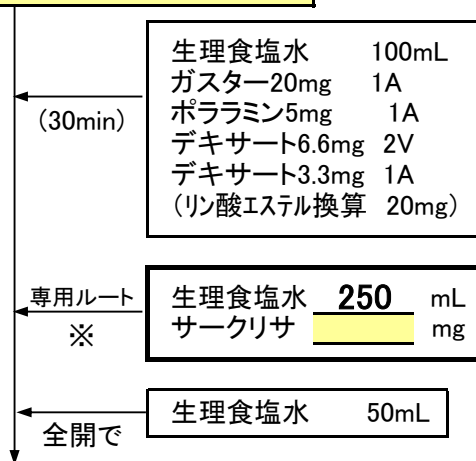 生理食塩水 100mL
ガスター20mg 1A
ポララミン5mg 1A
(30min)
デキサート6.6mg 2V
デキサート3.3mg 1A
(リン酸エステル換算 20mg)
専用ルート
※
生理食塩水 250 mL
サークリサ mg
生理食塩水 50mL
全開で